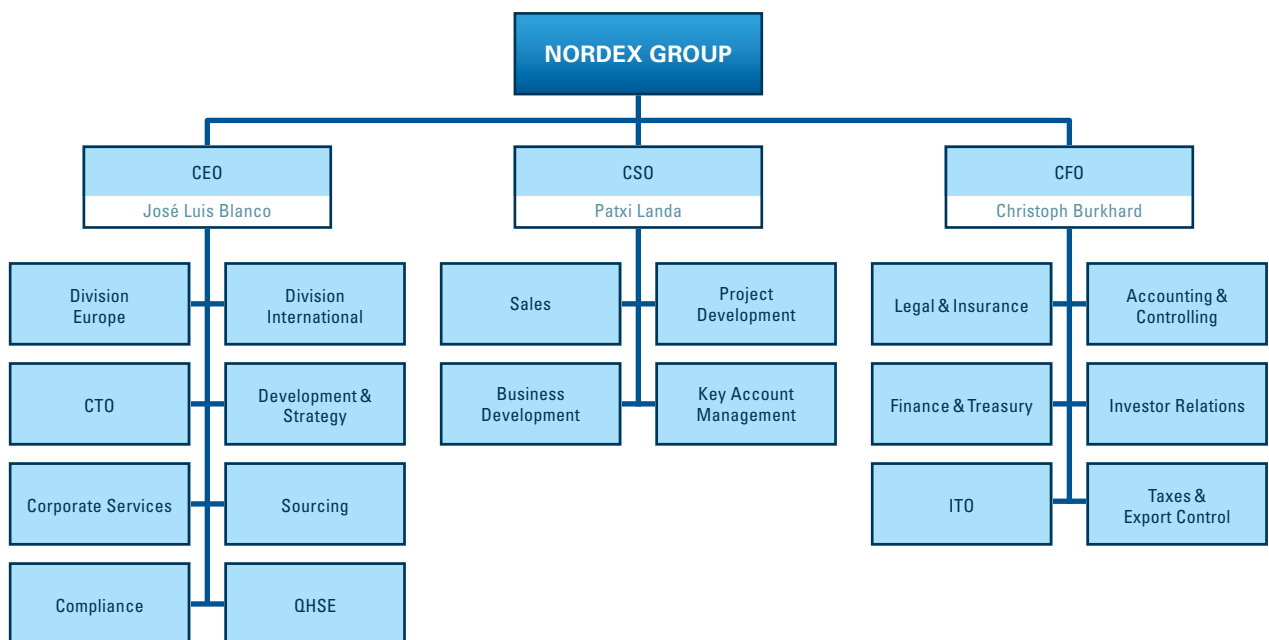 NORDEX GROUP
CEO
José Luis Blanco
CSO
Patxi Landa
CFO
Christoph Burkhard
Division
Europe
Division
International
CTO
Development &
Strategy
Corporate Services
Sourcing
Compliance
QHSE
Sales
Project
Development
Business
Development
Key Account
Management
Legal & Insurance
Accounting &
Controlling
Finance & Treasury
Investor Relations
ITO
Taxes &
Export Control